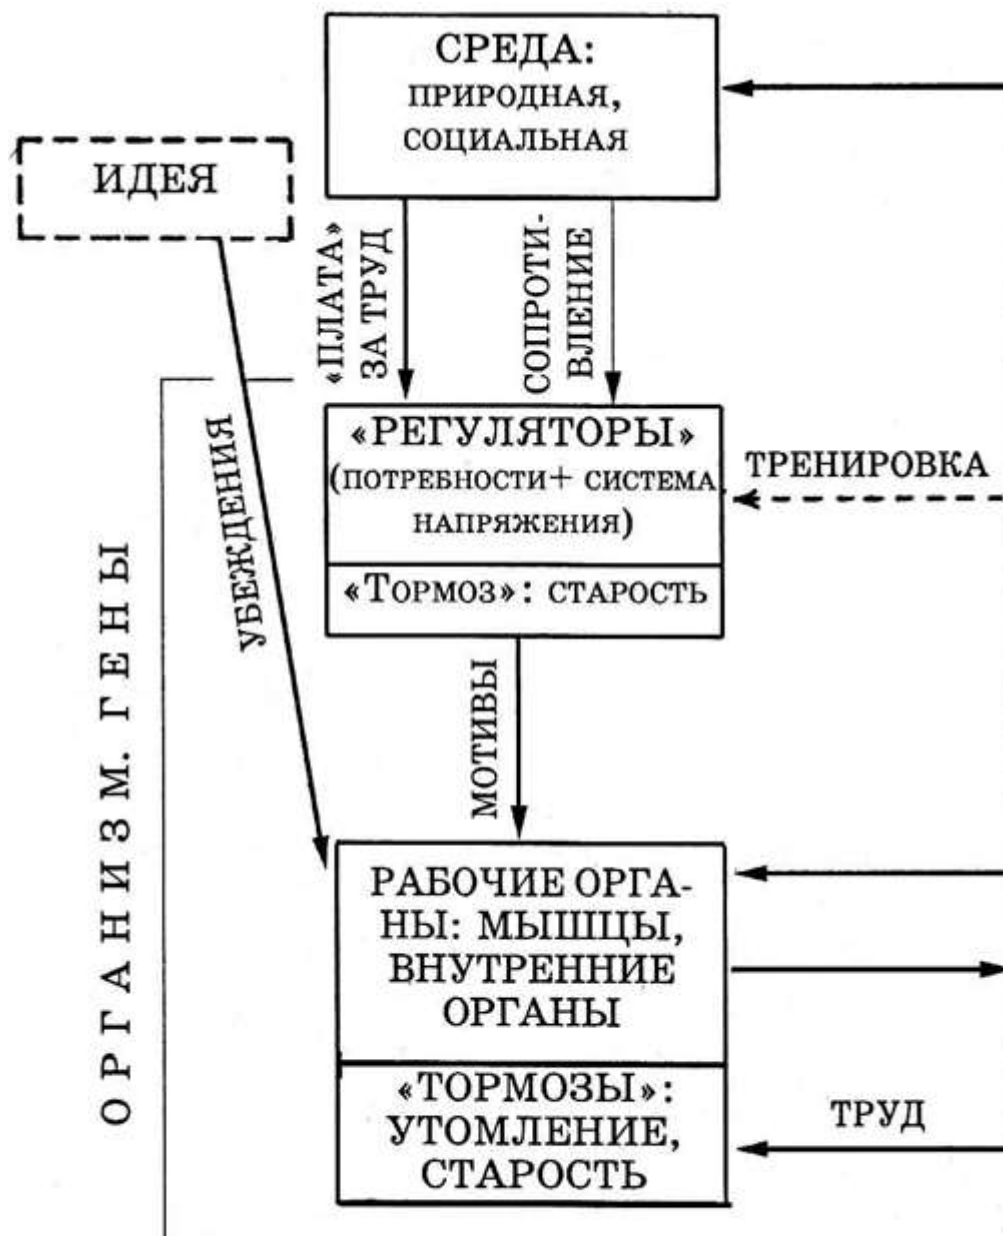 СРЕДА:
ПРИРОДНАЯ,
СОЦИАЛЬНАЯ
ИДЕЯ
«ПЛАТА»
ЗА ТРУД
СОПРОТИ-
ВЛЕНИЕ
УБЕЖДЕНИЯ
«РЕГУЛЯТОРЫ»
(ПОТРЕБНОСТИ+ СИСТЕМА
НАПРЯЖЕНИЯ)
«ТОРМОЗ»: СТАРОСТЬ
ТРЕНИРОВКА
МОТИВЫ
ОРГАНИЗМ. ГЕНЫ
РАБОЧИЕ ОРГА-
НЫ: МЫШЦЫ,
ВНУТРЕННИЕ
ОРГАНЫ
«ТОРМОЗЫ»:
УТОМЛЕНИЕ,
СТАРОСТЬ
ТРУД